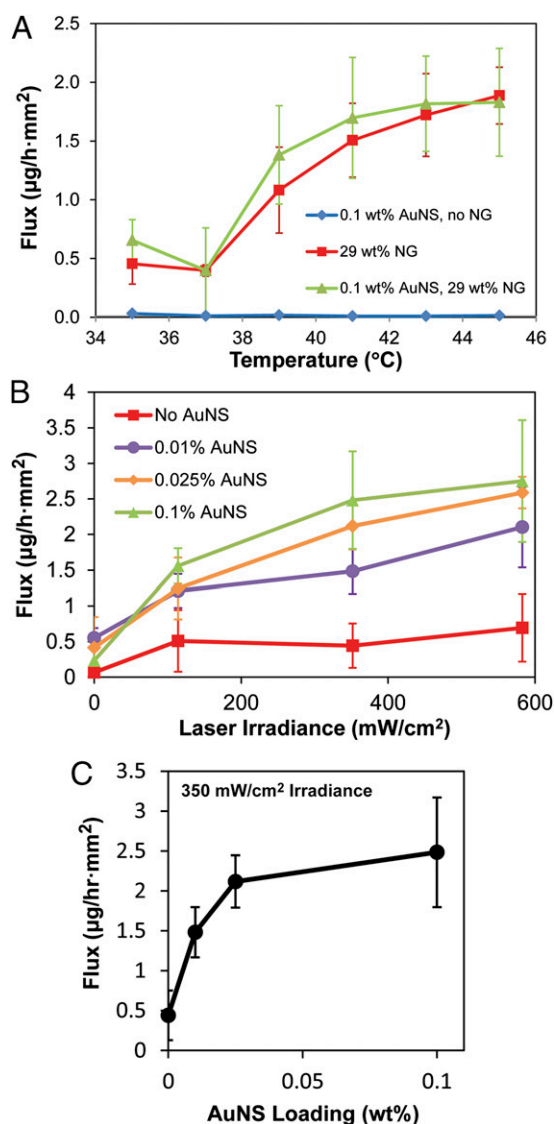 A
2.5
2.0
1.5
1.0
0.5
0.0
Flux (µg/h·mm²)
0.1 wt% AuNS, no NG
29 wt% NG
0.1 wt% AuNS, 29 wt% NG
34 36 38 40 42 44 46
Temperature (°C)
B
4
3.5
3
2.5
2
1.5
1
0.5
0
Flux (µg/h·mm²)
No AuNS
0.01% AuNS
0.025% AuNS
0.1% AuNS
0 200 400 600
Laser Irradiance (mW/cm²)
C
3.5
3
2.5
2
1.5
1
0.5
0
Flux (µg/hr·mm²)
350 mW/cm² Irradiance
0 0.05 0.1
AuNS Loading (wt%)